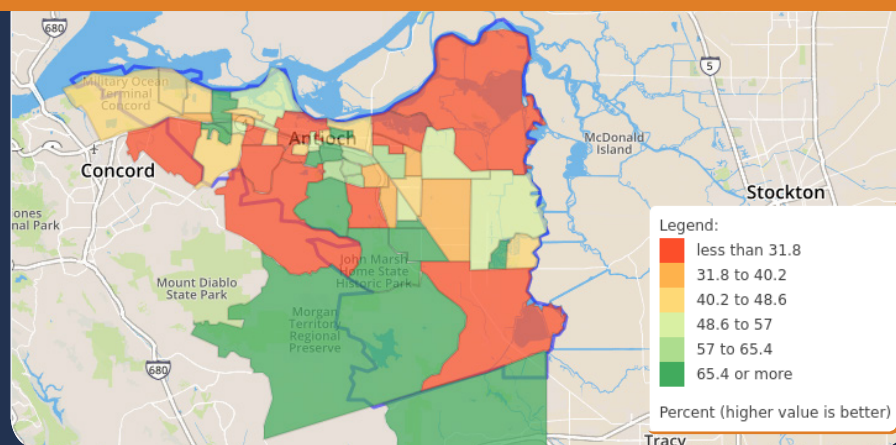 680
5
Military Ocean
Terminal
Concord
Antioch
McDonald
Island
Concord
Stockton
ones
nal Park
Legend:
less than 31.8
31.8 to 40.2
40.2 to 48.6
48.6 to 57
57 to 65.4
65.4 or more
Percent (higher value is better)
John Marsh
Home State
Historic Park
Mount Diablo
State Park
Morgan
Territory
Regional
Preserve
680
Tracy